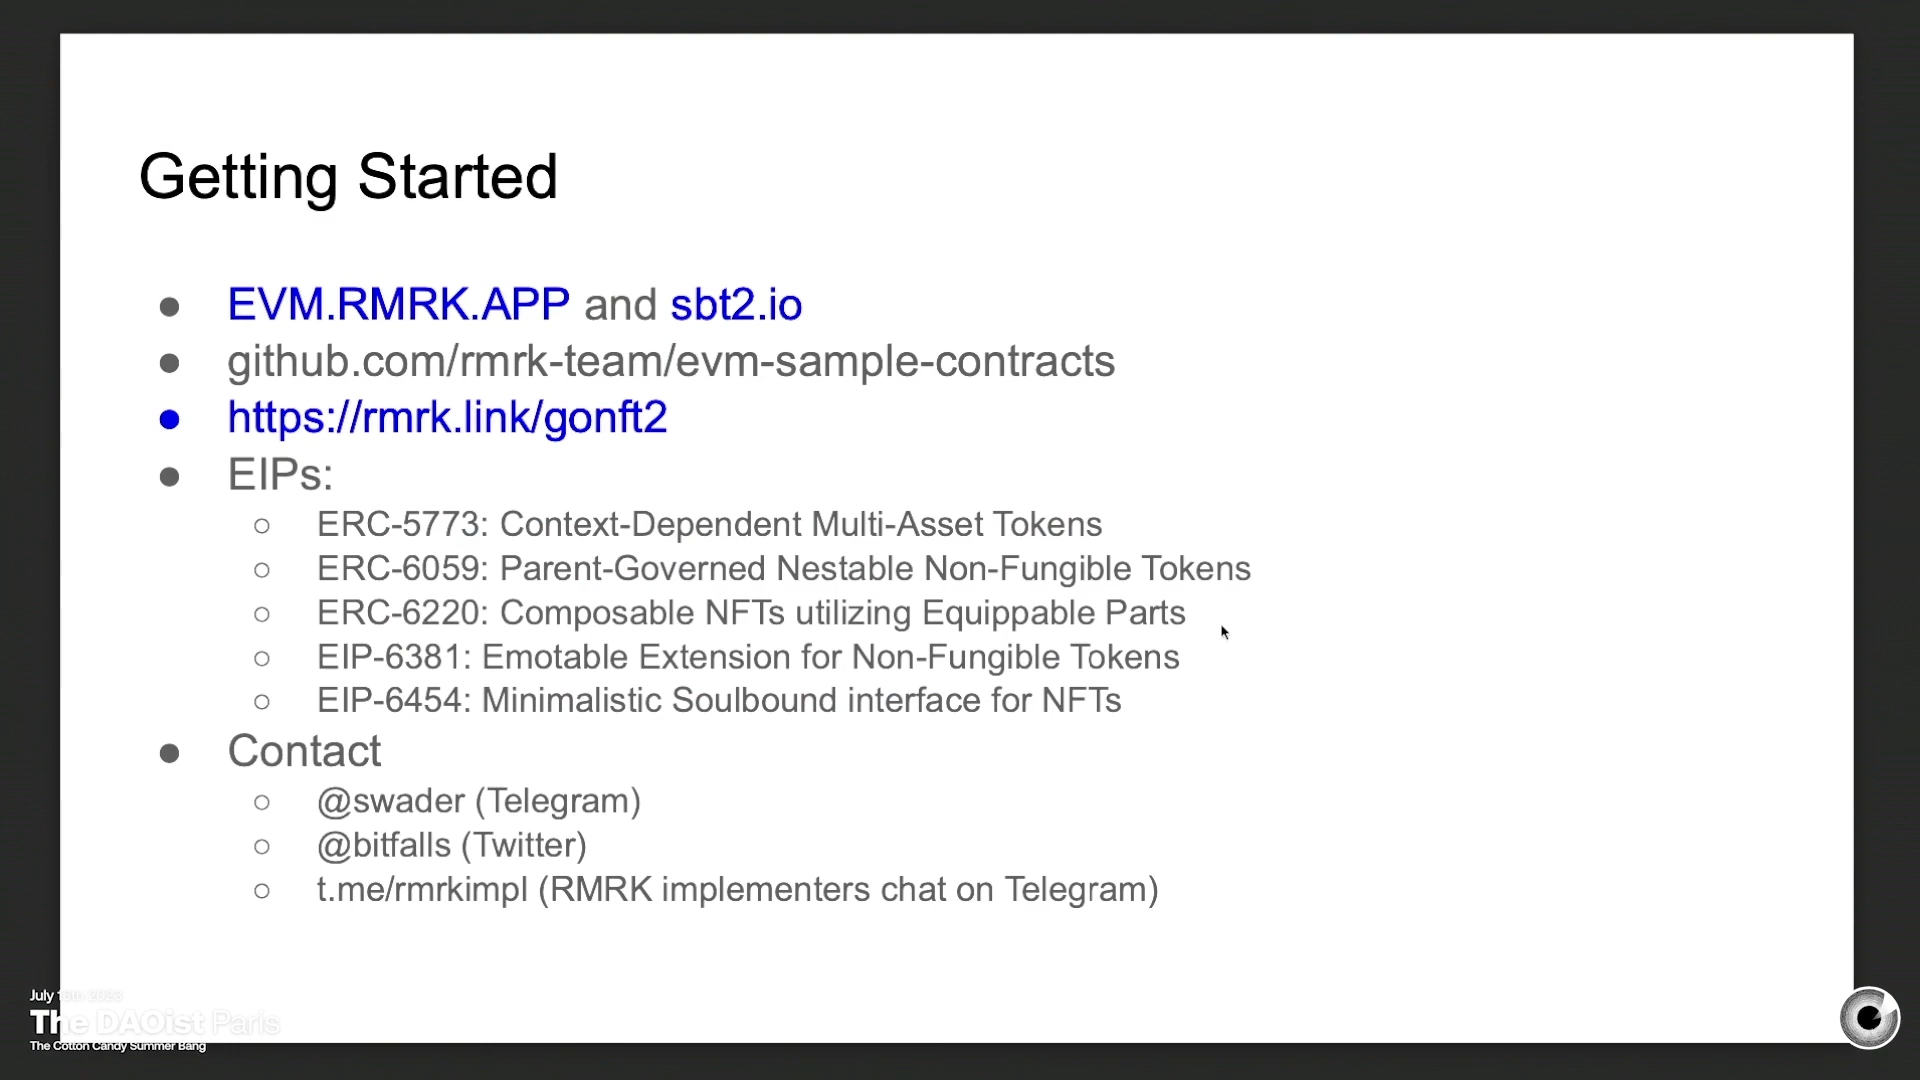 Getting Started
● EVM.RMRK.APP and sbt2.io
● github.com/rmrk-team/evm-sample-contracts
● https://rmrk.link/gonft2
● EIPs:
○ ERC-5773: Context-Dependent Multi-Asset Tokens
○ ERC-6059: Parent-Governed Nestable Non-Fungible Tokens
○ ERC-6220: Composable NFTs utilizing Equippable Parts
○ EIP-6381: Emotable Extension for Non-Fungible Tokens
○ EIP-6454: Minimalistic Soulbound interface for NFTs
● Contact
○ @swader (Telegram)
○ @bitfalls (Twitter)
○ t.me/rmrkimpl (RMRK implementers chat on Telegram)
July 2023
The DAOist Paris
The Cotton Candy Summer Bang